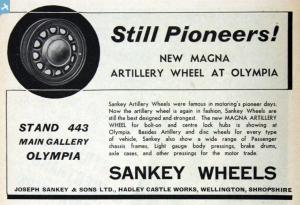 Still Pioneers!
NEW MAGNA
ARTILLERY WHEEL AT OLYMPIA
STAND 443
MAIN GALLERY
OLYMPIA
Sankey Artillery Wheels were famous in motoring's pioneer days.
Now the artillery wheel is again in fashion, Sankey Wheels are
still the best designed and strongest. The new MAGNA ARTILLERY
WHEEL for bolt-on and centre lock hubs is showing at
Olympia. Besides Artillery and disc wheels for every type
of vehicle, Sankey also show a wide range of Passenger
chassis frames, Light gauge body pressings, brake drums,
axle cases, and other pressings for the motor trade.
SANKEY WHEELS
JOSEPH SANKEY & SONS LTD., HADLEY CASTLE WORKS, WELLINGTON, SHROPSHIRE